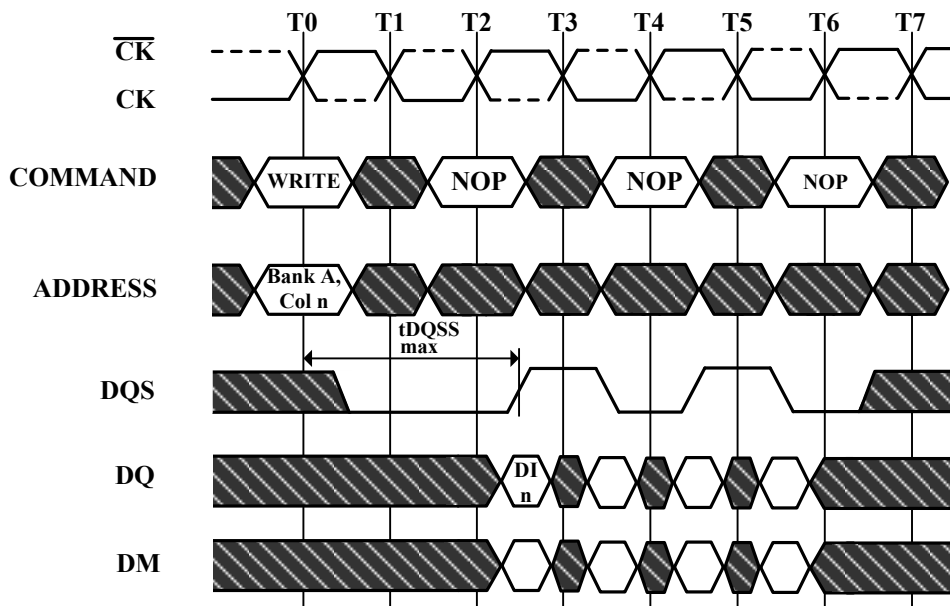 T0 T1 T2 T3 T4 T5 T6 T7
CK
CK
COMMAND
WRITE NOP NOP NOP
ADDRESS
Bank A,
Col n
tDQSS
max
DQS
DQ
DI
n
DM